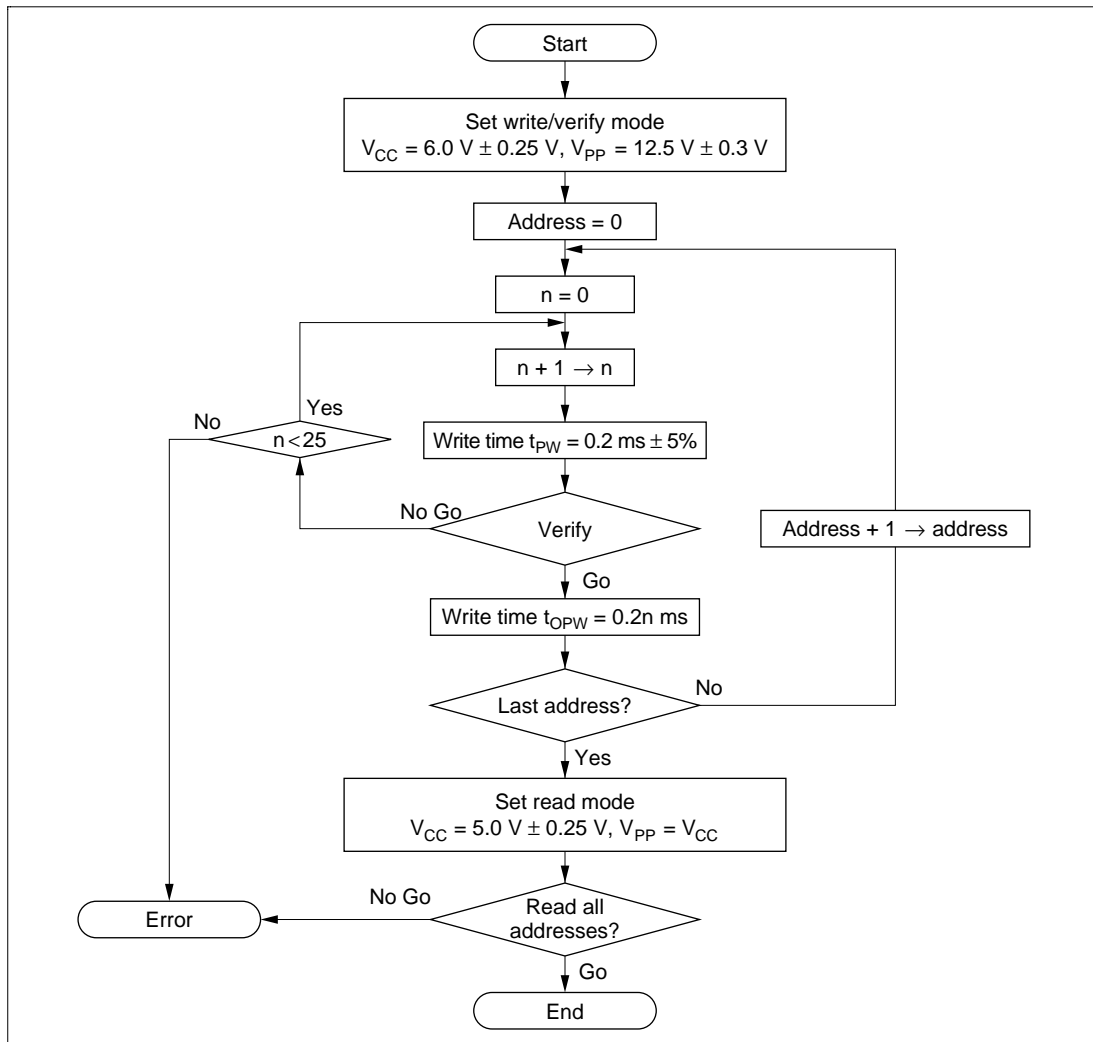 Start
Set write/verify mode
VCC = 6.0 V ± 0.25 V, VPP = 12.5 V ± 0.3 V
Address = 0
n = 0
n + 1 → n
No
Yes
n<25
Write time tPW = 0.2 ms ± 5%
No Go
Verify
Address + 1 → address
Go
Write time tOPW = 0.2n ms
Last address?
No
Yes
Set read mode
VCC = 5.0 V ± 0.25 V, VPP = VCC
No Go
Read all
addresses?
Error
Go
End